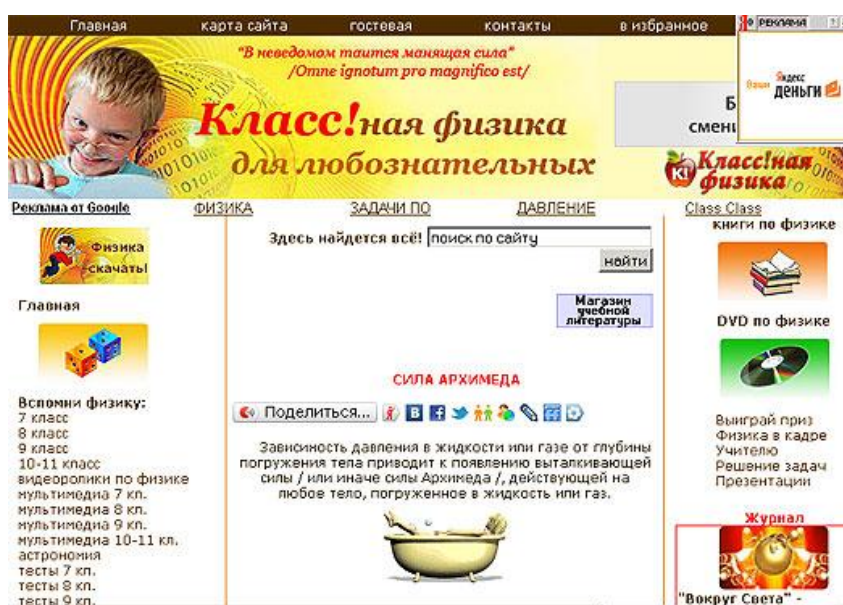 Главная карта сайта гостевая контакты в избранное
Я РЕКЛАМА
"В неведомом таится манящая сила"
/Omne ignotum pro magnifico est/
Ваши Яндекс
деньги
Класс!ная физика
для любознательных
Б
смени
К!
Класс!ная
физика
Реклама от Google ФИЗИКА ЗАДАЧИ ПО ДАВЛЕНИЕ Class Class
Физика
скачать!
Главная
Вспомни физику:
7 класс
8 класс
9 класс
10-11 класс
видеоролики по физике
мультимедиа 7 кл.
мультимедиа 8 кл.
мультимедиа 9 кл.
мультимедиа 10-11 кл.
астрономия
тесты 7 кл.
тесты 8 кл.
тесты 9 кл.
Здесь найдется всё! поиск по сайту
найти
Магазин
учебной
литературы
СИЛА АРХИМЕДА
Поделиться...
Зависимость давления в жидкости или газе от глубины
погружения тела приводит к появлению выталкивающей
силы / или иначе силы Архимеда /, действующей на
любое тело, погруженное в жидкость или газ.
книги по физике
DVD по физике
Выиграй приз
Физика в кадре
Учителю
Решение задач
Презентации
Журнал
"Вокруг Света" -